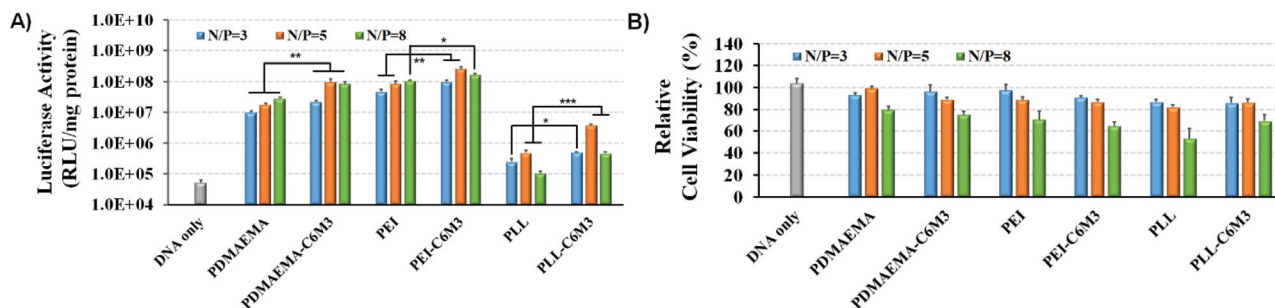 A)
Luciferase Activity
(RLU/mg protein)
1.0E+10
1.0E+09
1.0E+08
1.0E+07
1.0E+06
1.0E+05
1.0E+04
N/P=3 N/P=5 N/P=8
**
**
*
*
***
DNA only
PDMAEMA
PDMAEMA-C6M3
PEI
PEI-C6M3
PLL
PLL-C6M3
B)
Relative
Cell Viability (%)
140
120
100
80
60
40
20
0
N/P=3 N/P=5 N/P=8
DNA only
PDMAEMA
PDMAEMA-C6M3
PEI
PEI-C6M3
PLL
PLL-C6M3